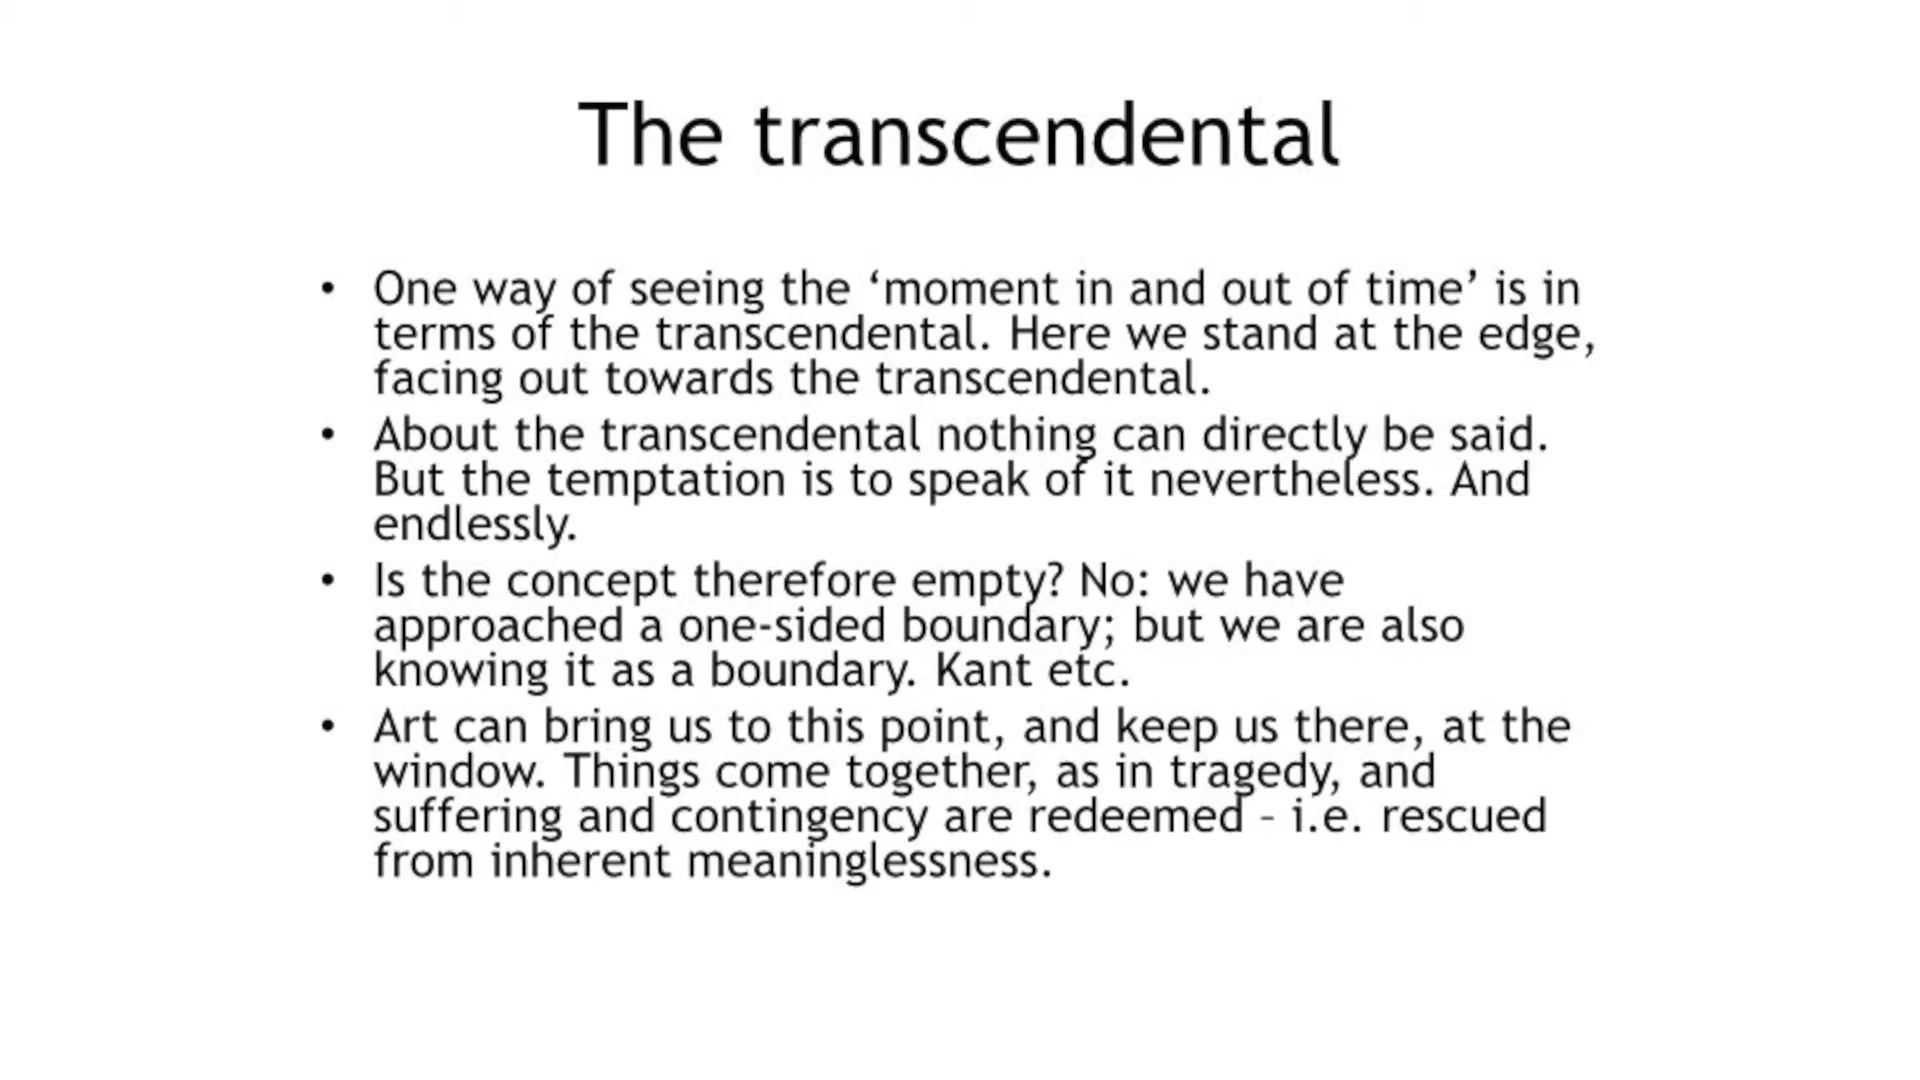 The transcendental
• One way of seeing the ‘moment in and out of time’ is in
terms of the transcendental. Here we stand at the edge,
facing out towards the transcendental.
• About the transcendental nothing can directly be said.
But the temptation is to speak of it nevertheless. And
endlessly.
• Is the concept therefore empty? No: we have
approached a one-sided boundary; but we are also
knowing it as a boundary. Kant etc.
• Art can bring us to this point, and keep us there, at the
window. Things come together, as in tragedy, and
suffering and contingency are redeemed – i.e. rescued
from inherent meaninglessness.